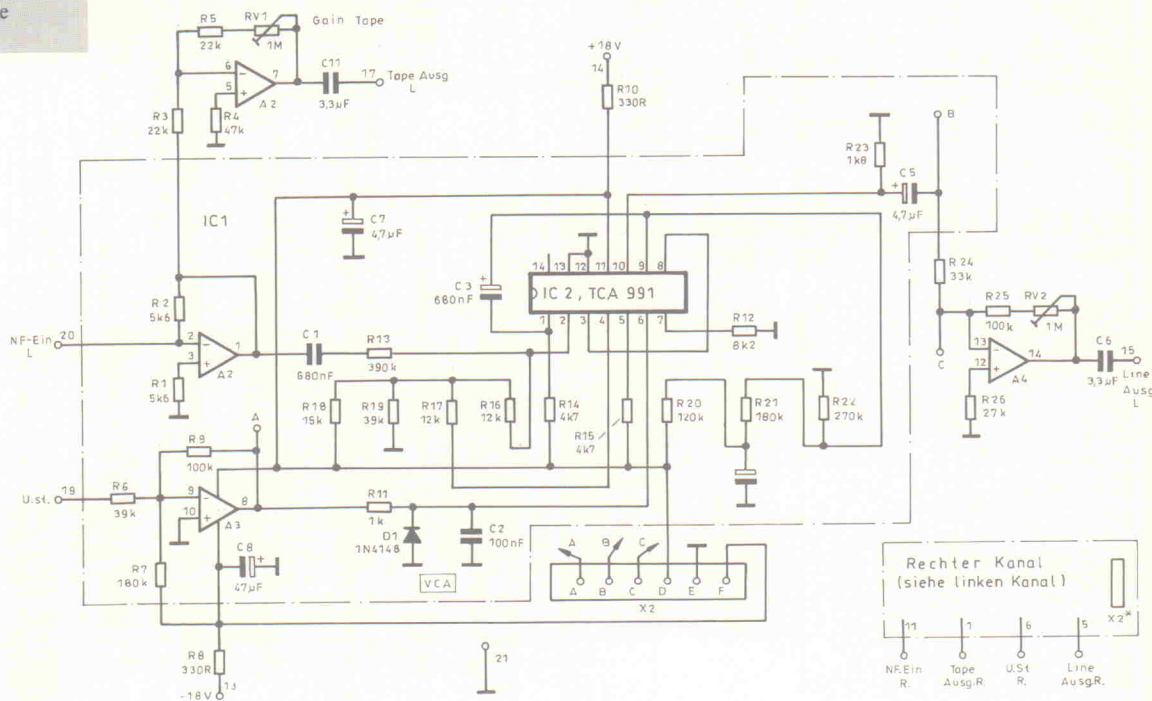 e
R5
22k
RV1
1M
Gain Tape
6
5
7
A2
C11
3,3µF
17
Tape Ausg
L
R3
22k
R4
47k
+18V
14
R10
330R
B
R23
1k8
C5
+
4,7µF
IC1
+
C7
4,7µF
R2
5k6
NF-Ein
L
20
2
3
1
A2
R1
5k6
C1
680nF
R13
390k
+
C3
680nF
14
13
12
11
10
9
8
IC 2, TCA 991
1
2
3
4
5
6
7
R12
8k2
R24
33k
R25
100k
RV2
1M
C
13
12
14
A4
C6
3,3µF
15
Line
Ausg
L
R26
27k
R18
15k
R19
39k
R17
12k
R16
12k
R14
4k7
R15
4k7
R20
120k
R21
180k
270k
A
R9
100k
U.st.
19
R6
39k
9
10
8
A3
R11
1k
D1
1N4148
C2
100nF
R7
180k
C8
+
47µF
VCA
A
B
C
A
B
C
D
E
F
X2
R8
330R
13
-18V
21
Rechter Kanal
(siehe linken Kanal)
X2*
11
1
6
5
NF.Ein
R.
Tape
Ausg.R.
U.St
R.
Line
Ausg.R.